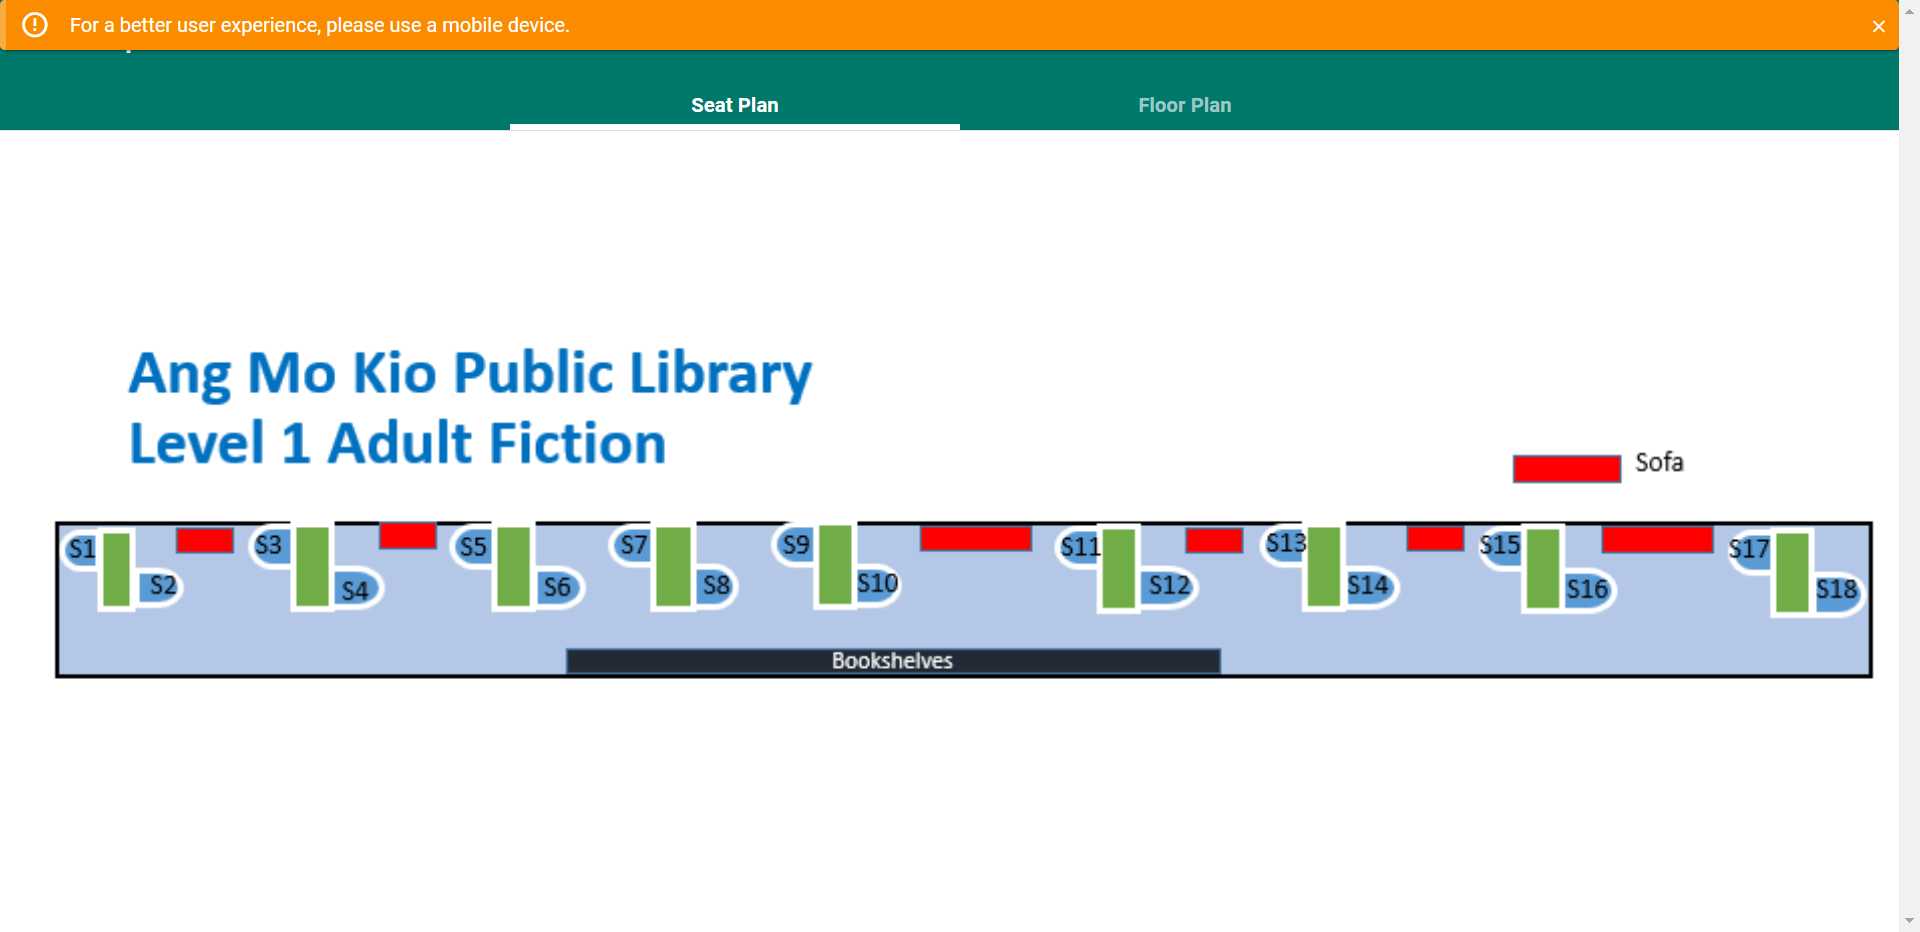 For a better user experience, please use a mobile device.
Seat Plan
Floor Plan
Ang Mo Kio Public Library
Level 1 Adult Fiction
Sofa
S1
S2
S3
S4
S5
S6
S7
S8
S9
S10
S11
S12
S13
S14
S15
S16
S17
S18
Bookshelves